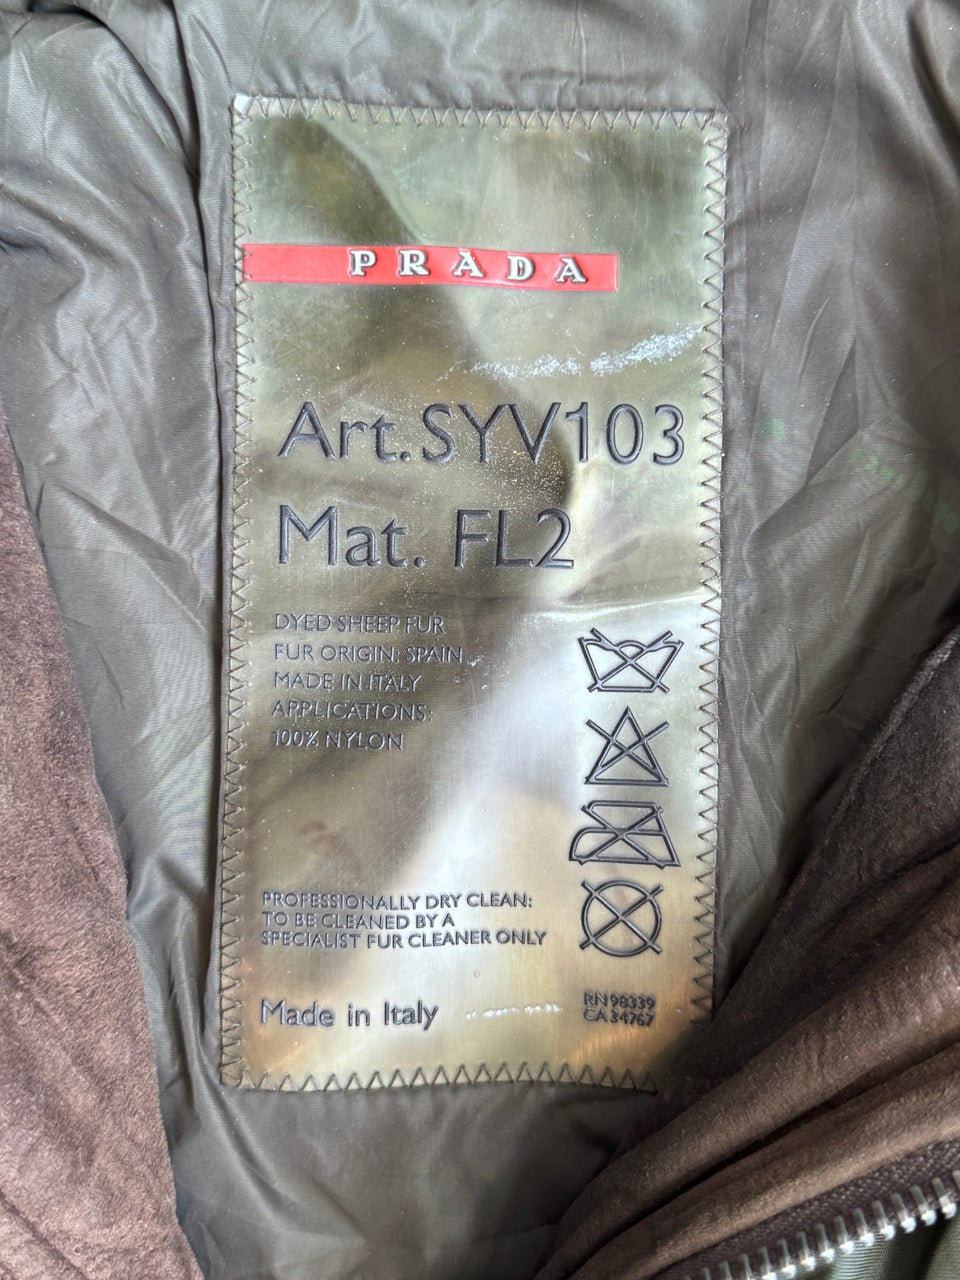 PRADA
Art. SYV103
Mat. FL2
DYED SHEEP FUR
FUR ORIGIN: SPAIN
MADE IN ITALY
APPLICATIONS:
100% NYLON
PROFESSIONALLY DRY CLEAN:
TO BE CLEANED BY A
SPECIALIST FUR CLEANER ONLY
Made in Italy
RN 98339
CA 34767